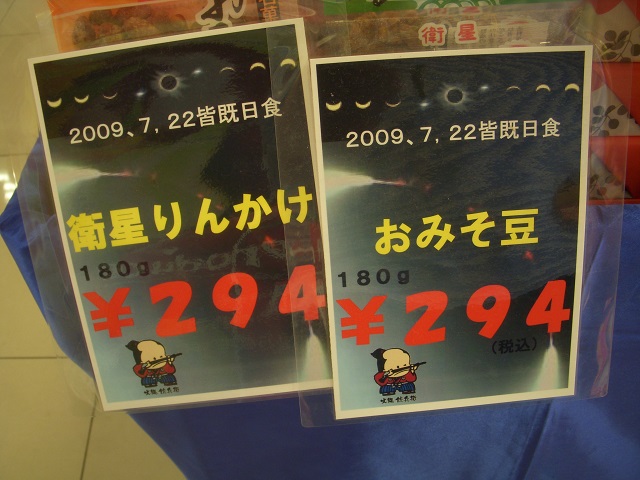 衛星
2009、7, 22皆既日食
衛星りんかけ
180g
¥294
2009、7, 22皆既日食
おみそ豆
180g
¥294
(税込)